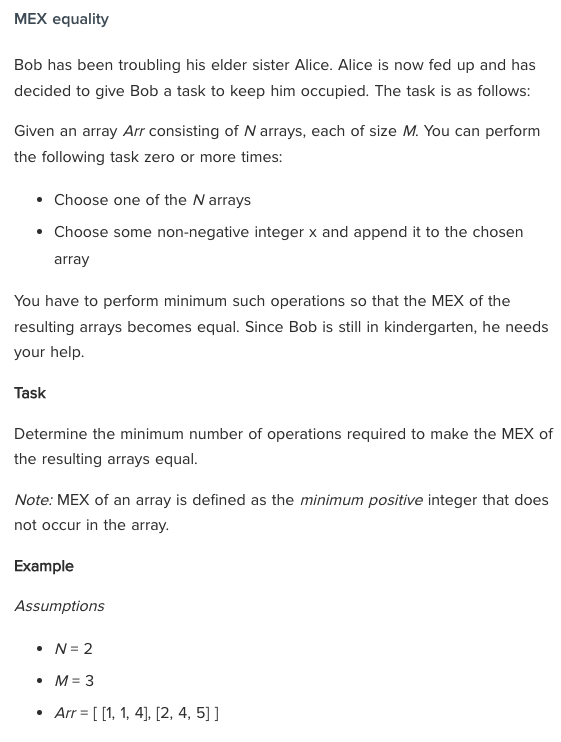 MEX equality
Bob has been troubling his elder sister Alice. Alice is now fed up and has
decided to give Bob a task to keep him occupied. The task is as follows:
Given an array Arr consisting of N arrays, each of size M. You can perform
the following task zero or more times:
• Choose one of the N arrays
• Choose some non-negative integer x and append it to the chosen
array
You have to perform minimum such operations so that the MEX of the
resulting arrays becomes equal. Since Bob is still in kindergarten, he needs
your help.
Task
Determine the minimum number of operations required to make the MEX of
the resulting arrays equal.
Note: MEX of an array is defined as the minimum positive integer that does
not occur in the array.
Example
Assumptions
• N = 2
• M = 3
• Arr = [ [1, 1, 4], [2, 4, 5] ]